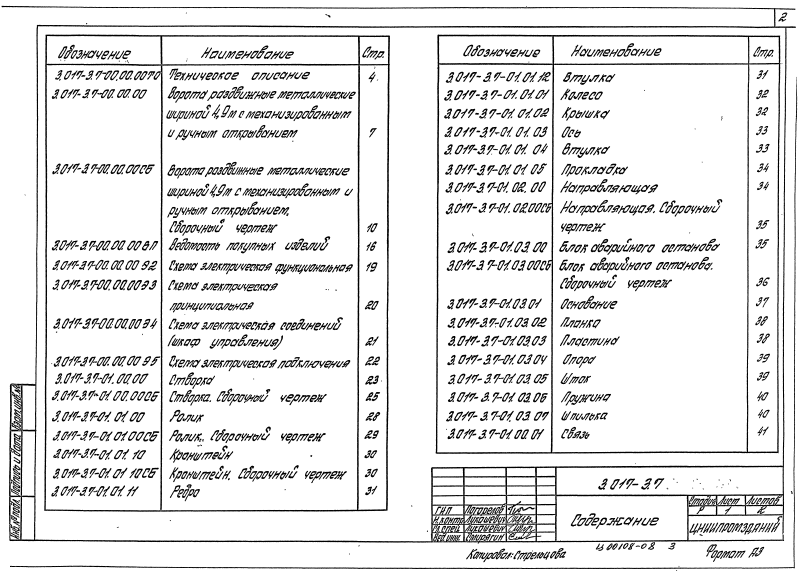 2
Обозначение Наименование Стр.
3.017-3.7-00.00.00ТО Техническое описание 4
3.017-3.7-00.00.00 Ворота раздвижные металлические
шириной 4,9м с механизированным
и ручным открыванием 7
3.017-3.7-00.00.00СБ Ворота раздвижные металлические
шириной 4,9м с механизированным и
ручным открыванием.
Сборочный чертеж 10
3.017-3.7-00.00.00ВП Ведомость покупных изделий 16
3.017-3.7-00.00.00Э2 Схема электрическая функциональная 19
3.017-3.7-00.00.00Э3 Схема электрическая
принципиальная 20
3.017-3.7-00.00.00Э4 Схема электрическая соединений
(шкаф управления) 21
3.017-3.7-00.00.00Э5 Схема электрическая подключения 22
3.017-3.7-01.00.00 Створка 23
3.017-3.7-01.00.00СБ Створка. Сборочный чертеж 25
3.017-3.7-01.01.00 Ролик 28
3.017-3.7-01.01.00СБ Ролик. Сборочный чертеж 29
3.017-3.7-01.01.10 Кронштейн 30
3.017-3.7-01.01.10СБ Кронштейн. Сборочный чертеж 30
3.017-3.7-01.01.11 Ребро 31
Обозначение Наименование Стр.
3.017-3.7-01.01.12 Втулка 31
3.017-3.7-01.01.01 Колесо 32
3.017-3.7-01.01.02 Крышка 32
3.017-3.7-01.01.03 Ось 33
3.017-3.7-01.01.04 Втулка 33
3.017-3.7-01.01.05 Прокладка 34
3.017-3.7-01.02.00 Направляющая 34
3.017-3.7-01.02.00СБ Направляющая. Сборочный
чертеж 35
3.017-3.7-01.03.00 Блок аварийного останова 35
3.017-3.7-01.03.00СБ Блок аварийного останова.
Сборочный чертеж 36
3.017-3.7-01.03.01 Основание 37
3.017-3.7-01.03.02 Планка 38
3.017-3.7-01.03.03 Пластина 38
3.017-3.7-01.03.04 Опора 39
3.017-3.7-01.03.05 Шток 39
3.017-3.7-01.03.06 Пружина 40
3.017-3.7-01.03.07 Шпилька 40
3.017-3.7-01.00.01 Связь 41
3.017-3.7
Гип
Н.контр. Лукашевич
Гл.спец. Лукашевич
Вед.инж.
Содержание
Стадия Лист Листов
Р 1
ЦНИИПРОМЗДАНИЙ
Копировал: Стрельцова Ц00108-08 3 Формат А3
Инв.№ подл. Подпись и дата Взам.инв.№